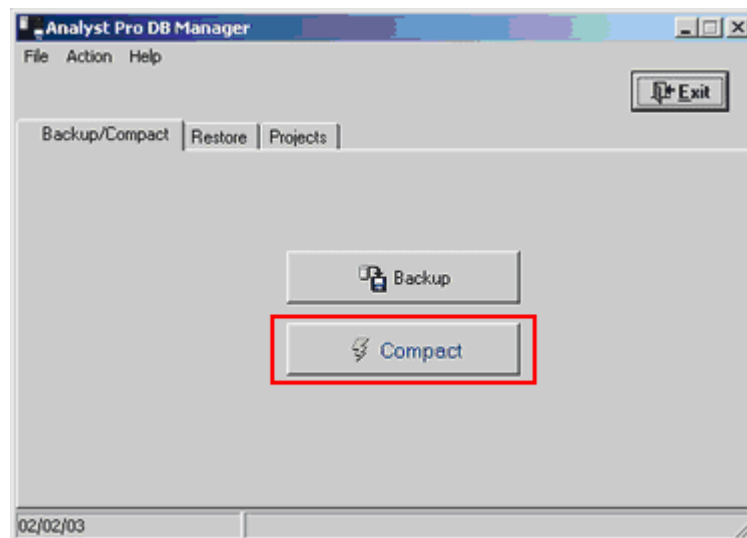 Analyst Pro DB Manager
File Action Help
Exit
Backup/Compact Restore Projects
Backup
Compact
02/02/03